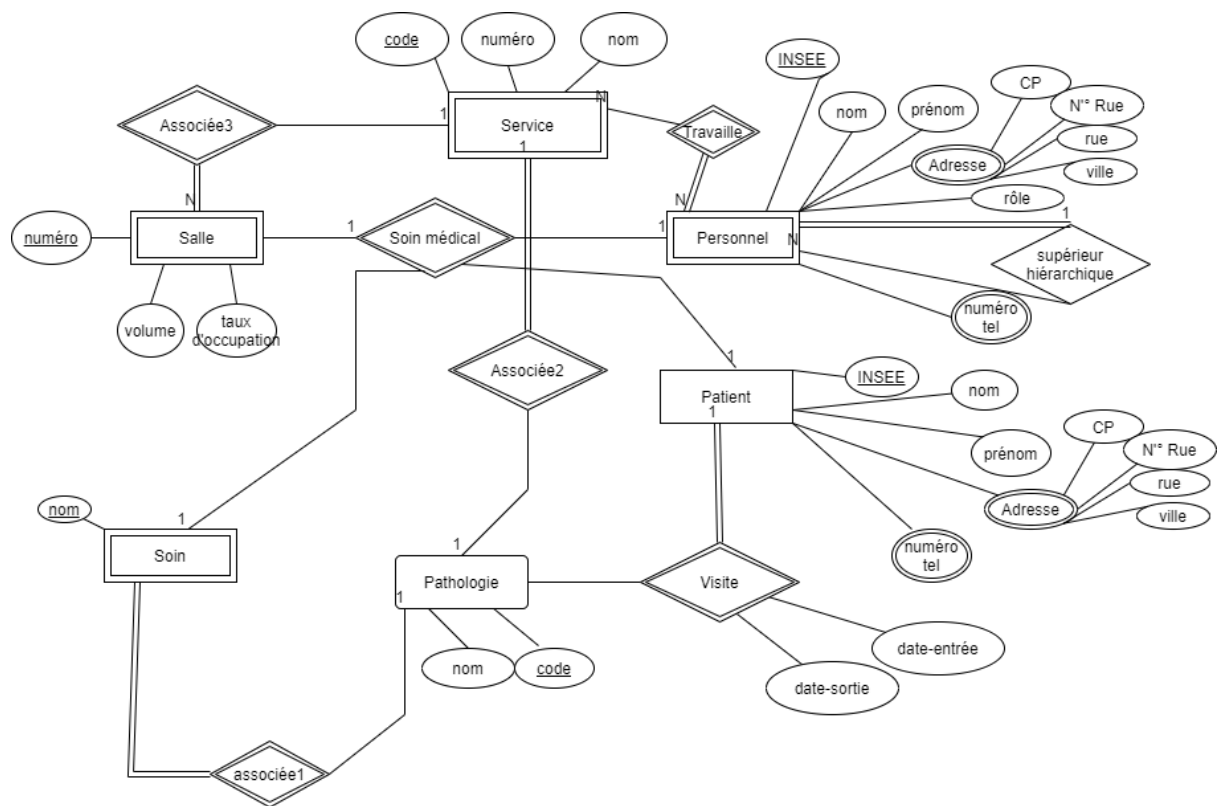 code
numéro
nom
INSEE
CP
N'° Rue
nom
prénom
rue
Associée3
1
Service
N
Travaille
Adresse
ville
1
rôle
N
N
1
numéro
Salle
1
Soin médical
1
Personnel
N
supérieur
hiérarchique
volume
taux
d'occupation
numéro
tel
1
INSEE
Associée2
Patient
nom
1
CP
N'° Rue
prénom
rue
nom
Adresse
ville
1
1
numéro
tel
Soin
Pathologie
1
Visite
date-entrée
nom
code
date-sortie
associée1